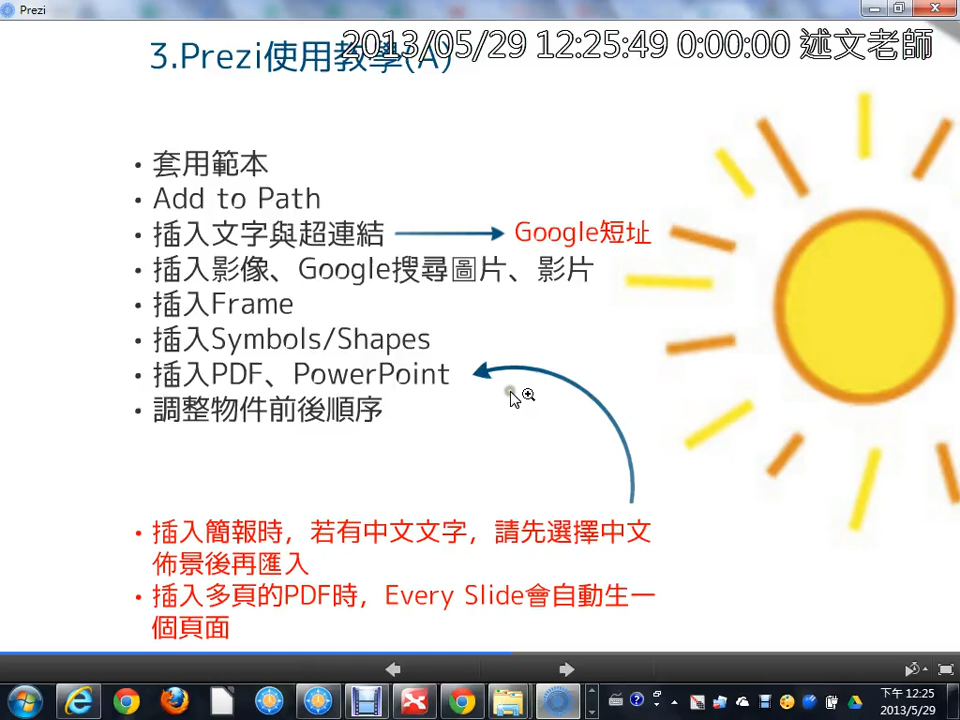 Prezi
2013/05/29 12:25:49 0:00:00 述文老師
3.Prezi使用教學(A)
• 套用範本
• Add to Path
• 插入文字與超連結
Google短址
• 插入影像、Google搜尋圖片、影片
• 插入Frame
• 插入Symbols/Shapes
• 插入PDF、PowerPoint
• 調整物件前後順序
• 插入簡報時，若有中文文字，請先選擇中文
佈景後再匯入
• 插入多頁的PDF時，Every Slide會自動生一
個頁面
下午 12:25
2013/5/29